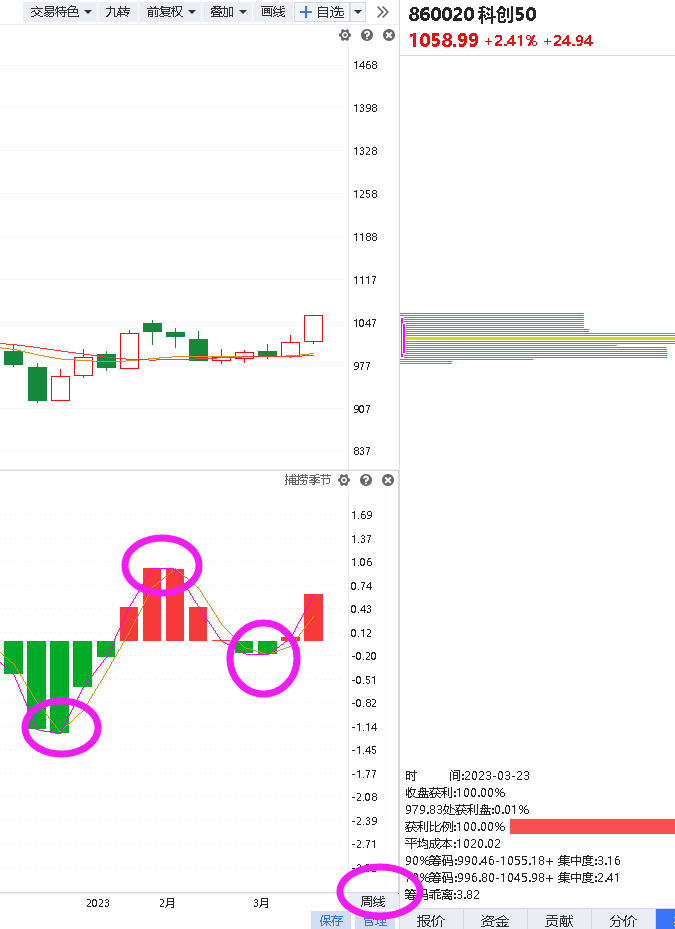 交易特色 九转 前复权 叠加 画线 + 自选
860020 科创50
1058.99 +2.41% +24.94
1468
1398
1328
1258
1188
1117
1047
977
907
837
捕捞季节
1.69
1.37
1.06
0.74
0.43
0.12
-0.20
-0.51
-0.82
-1.14
-1.45
-1.77
-2.08
-2.39
-2.71
时 间:2023-03-23
收盘获利:100.00%
979.83处获利盘:0.01%
获利比例:100.00%
平均成本:1020.02
90%筹码:990.46-1055.18+ 集中度:3.16
0%筹码:996.80-1045.98+ 集中度:2.41
筹码乖离:3.82
2023 2月 3月 周线
保存 管理 报价 资金 贡献 分价